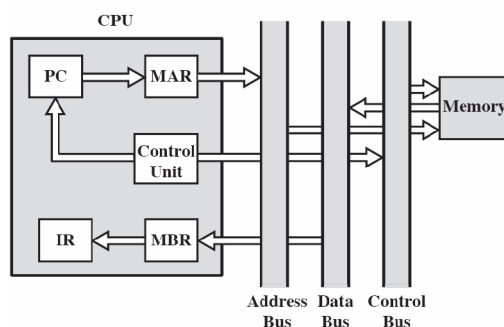 CPU
PC
MAR
Memory
Control
Unit
IR
MBR
Address
Bus
Data
Bus
Control
Bus